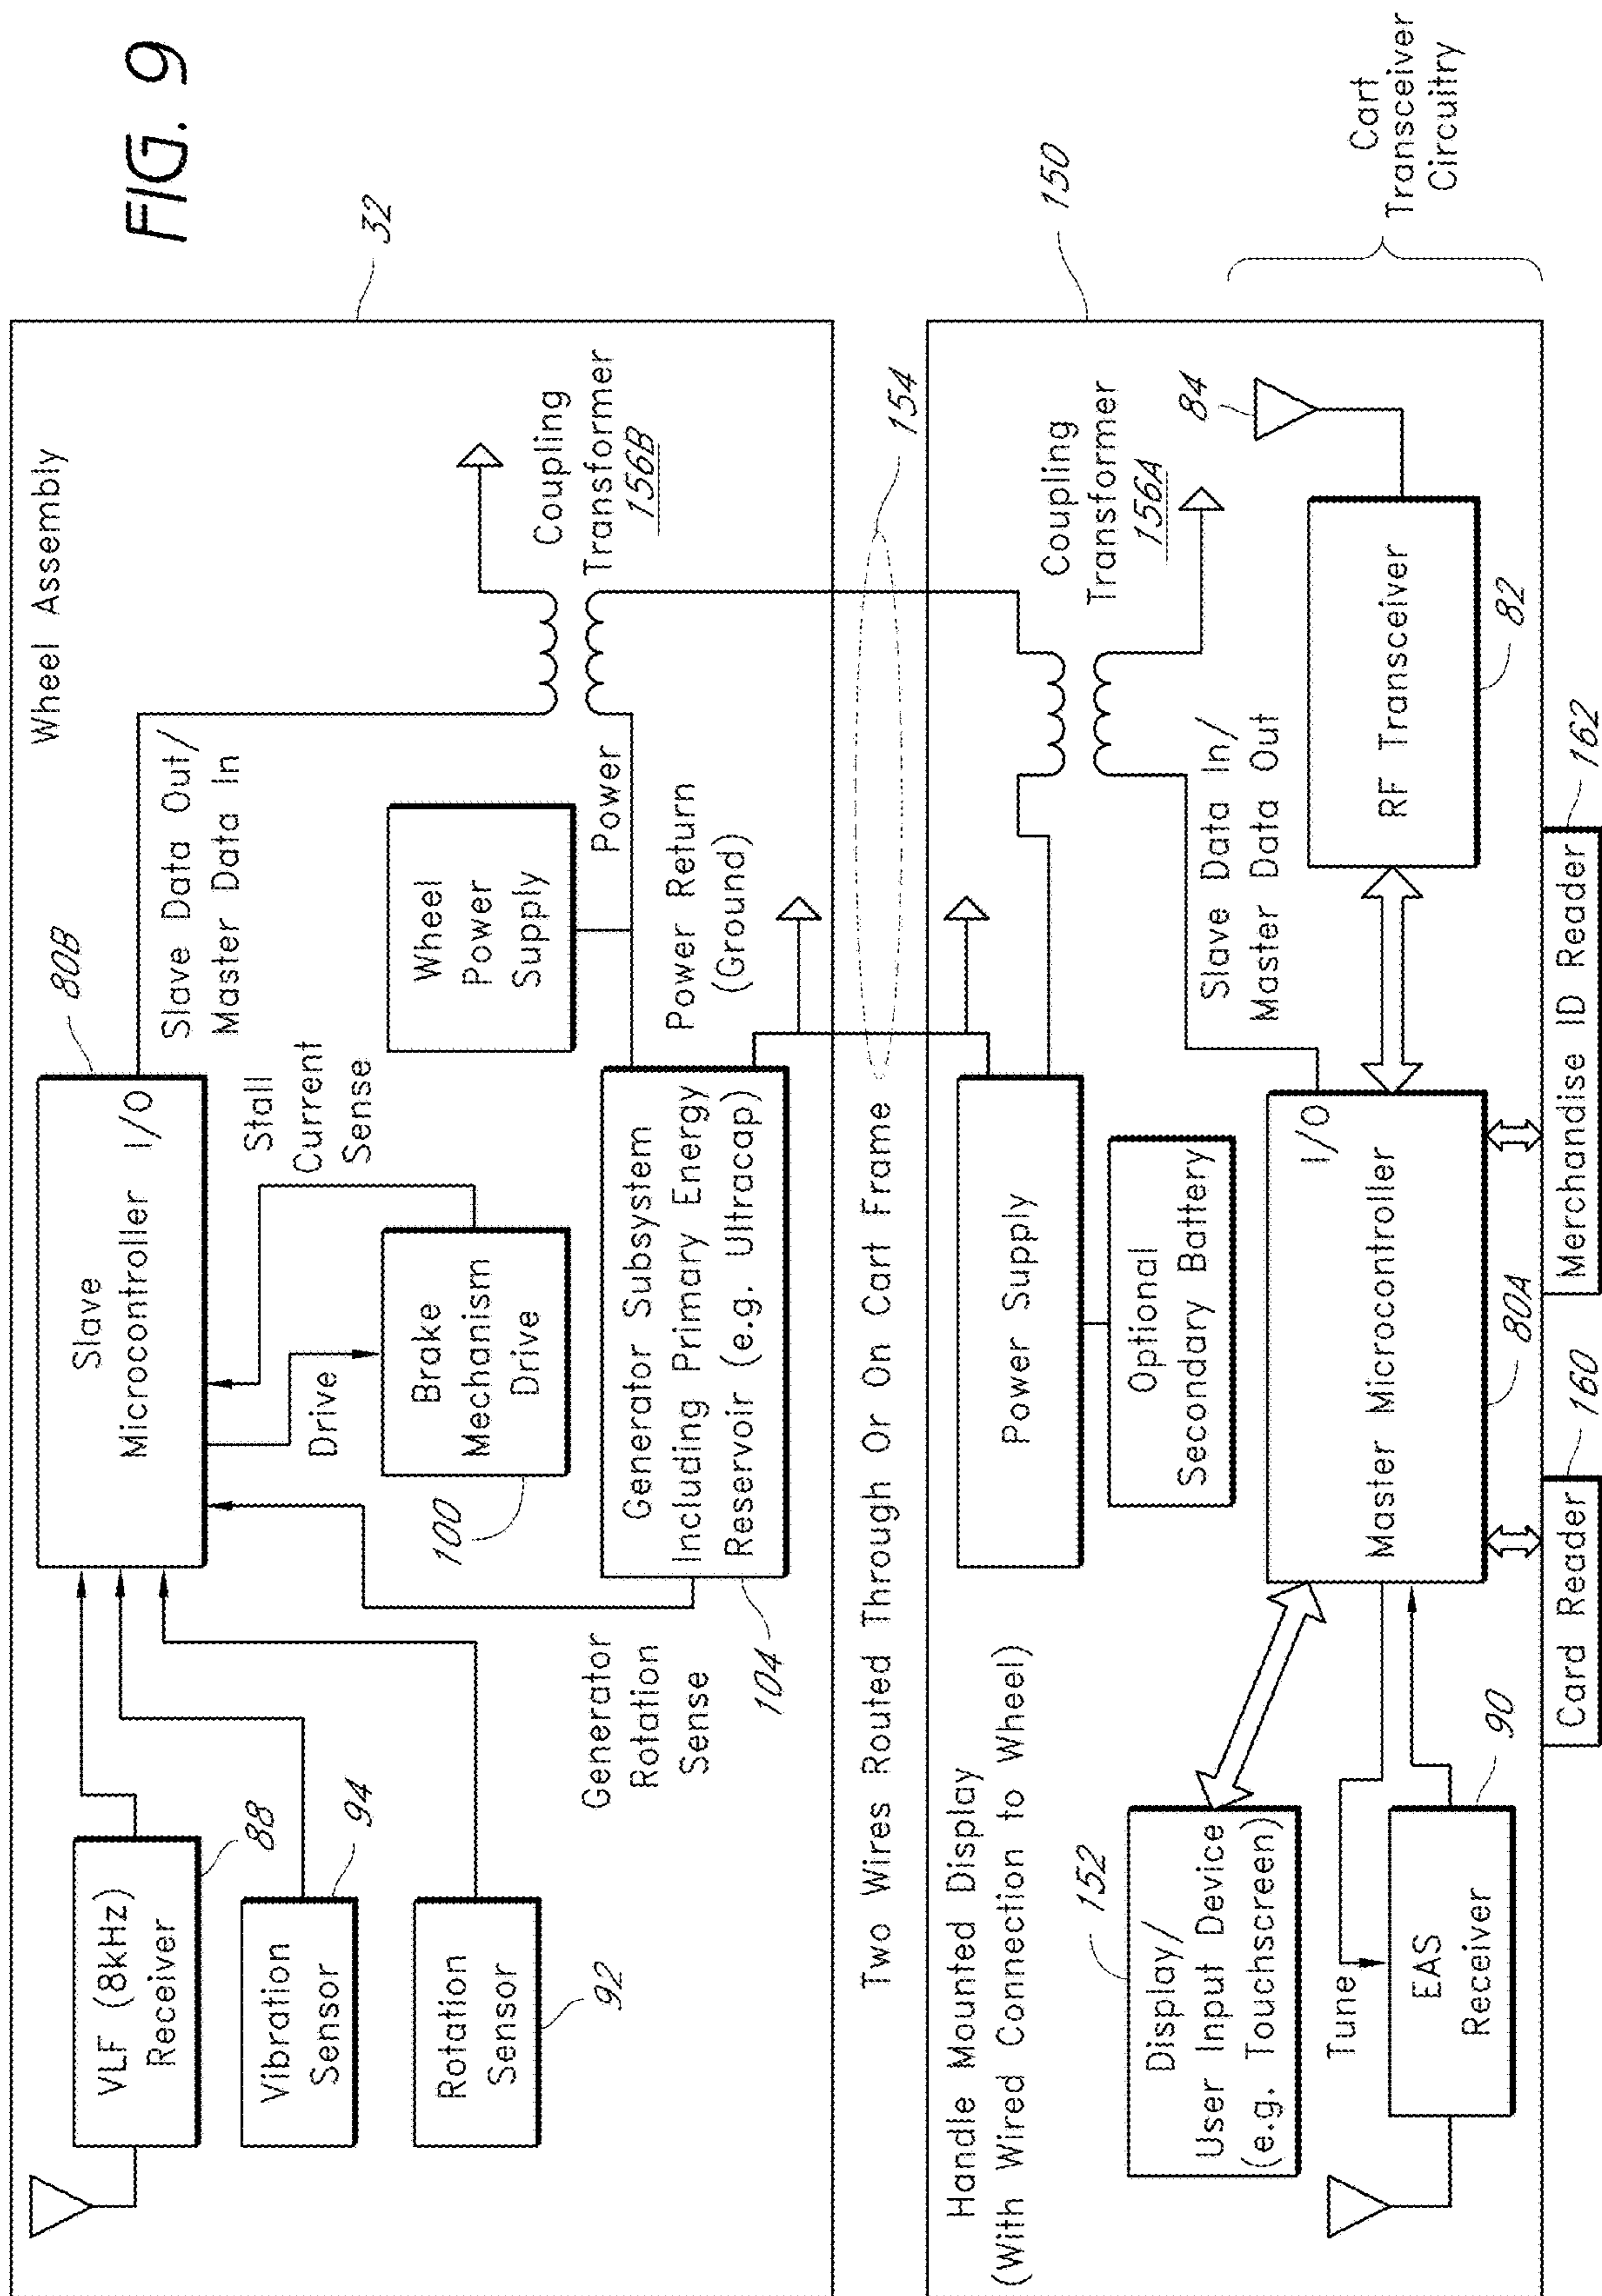 FIG. 9
Wheel Assembly
32
VLF (8kHz)
Receiver
88
Vibration
Sensor
94
Rotation
Sensor
92
Slave
Microcontroller
I/O
80B
Slave Data Out/
Master Data In
Stall
Current
Sense
Drive
Brake
Mechanism
Drive
100
Wheel
Power
Supply
Power
Coupling
Transformer
156B
Generator
Rotation
Sense
Generator Subsystem
Including Primary Energy
Reservoir (e.g. Ultracap)
104
Power Return
(Ground)
Two Wires Routed Through Or On Cart Frame
154
Handle Mounted Display
(With Wired Connection to Wheel)
150
Power Supply
Optional
Secondary Battery
Coupling
Transformer
156A
84
Display/
User Input Device
(e.g. Touchscreen)
152
Slave Data In/
Master Data Out
I/O
Master Microcontroller
80A
RF Transceiver
82
Tune
EAS
Receiver
90
Card Reader
160
Merchandise ID Reader
162
Cart
Transceiver
Circuitry